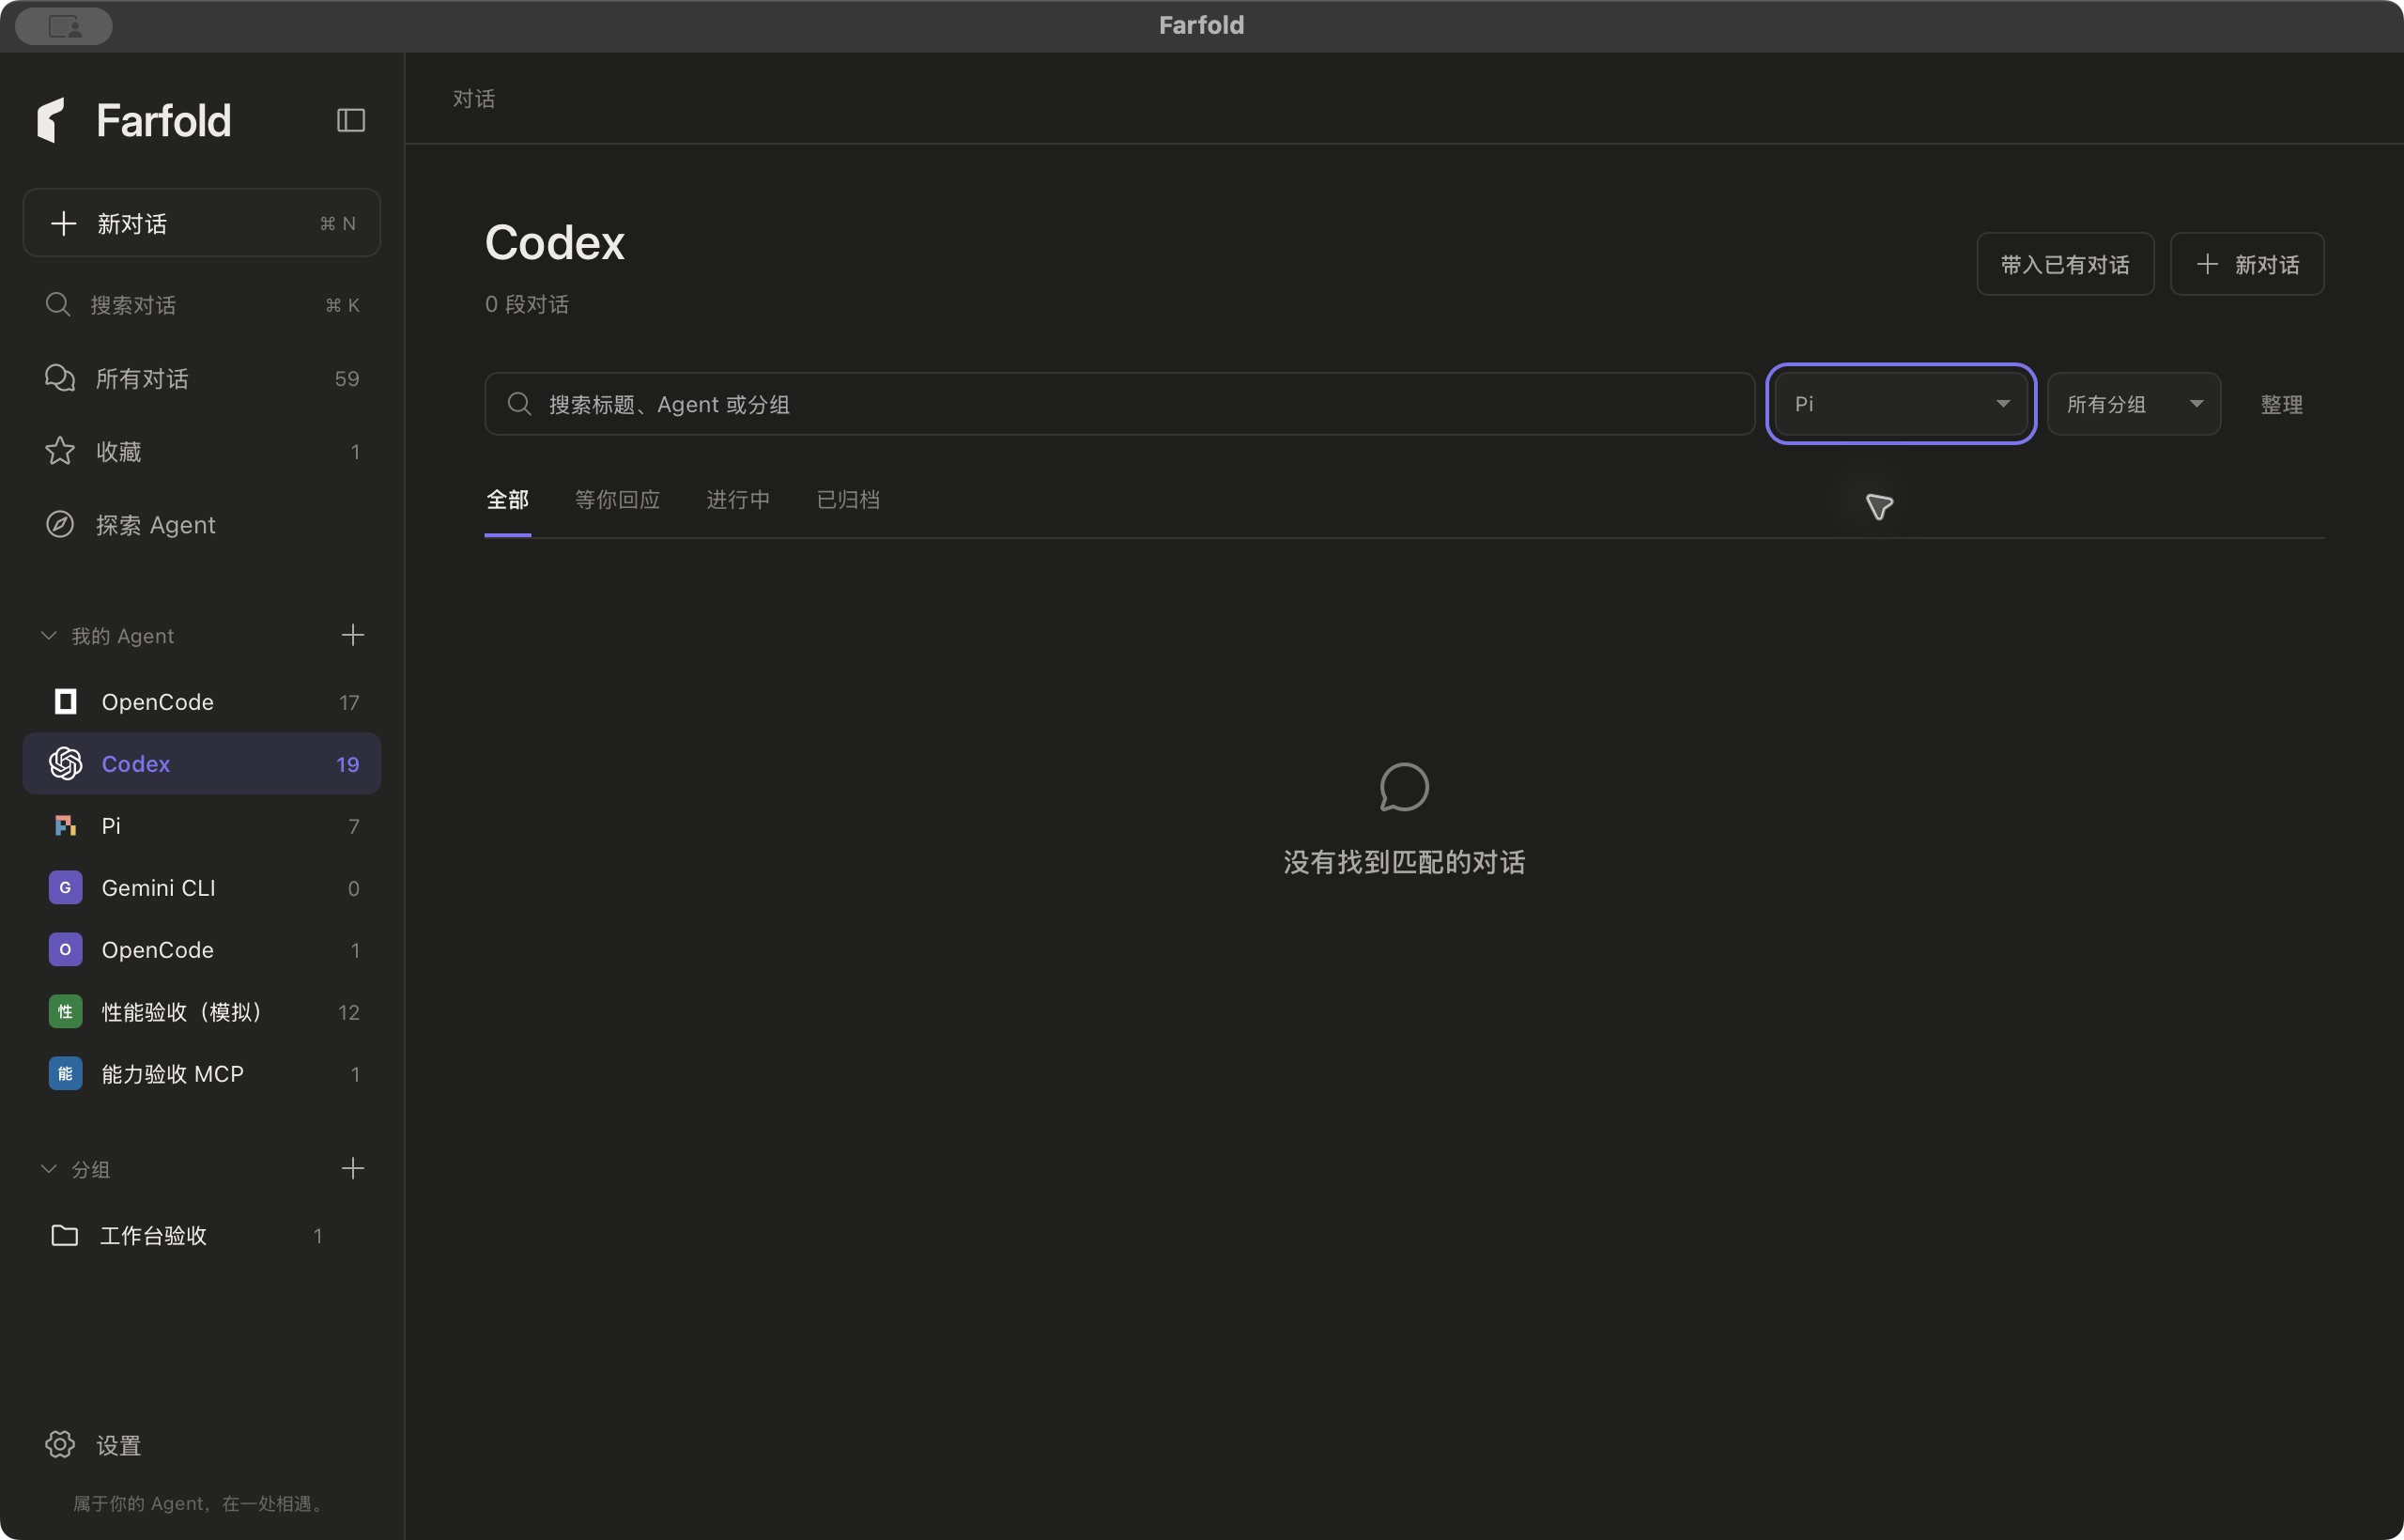 Farfold
Farfold
新对话 ⌘ N
搜索对话 ⌘ K
所有对话 59
收藏 1
探索 Agent
我的 Agent
OpenCode 17
Codex 19
Pi 7
G Gemini CLI 0
O OpenCode 1
性 性能验收（模拟） 12
能 能力验收 MCP 1
分组
工作台验收 1
设置
属于你的 Agent，在一处相遇。
对话
Codex
0 段对话
带入已有对话
新对话
搜索标题、Agent 或分组
Pi
所有分组
整理
全部 等你回应 进行中 已归档
没有找到匹配的对话